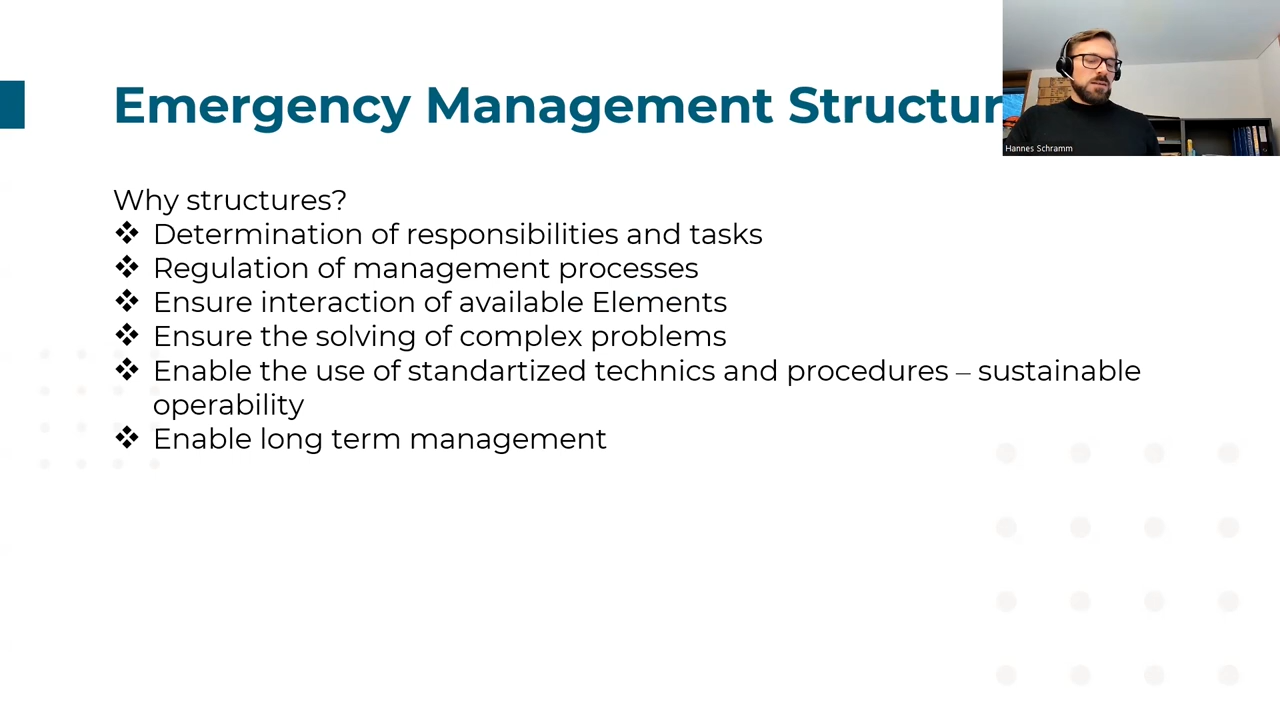 Emergency Management Structur
Hannes Schramm
Why structures?
❖ Determination of responsibilities and tasks
❖ Regulation of management processes
❖ Ensure interaction of available Elements
❖ Ensure the solving of complex problems
❖ Enable the use of standartized technics and procedures – sustainable
operability
❖ Enable long term management